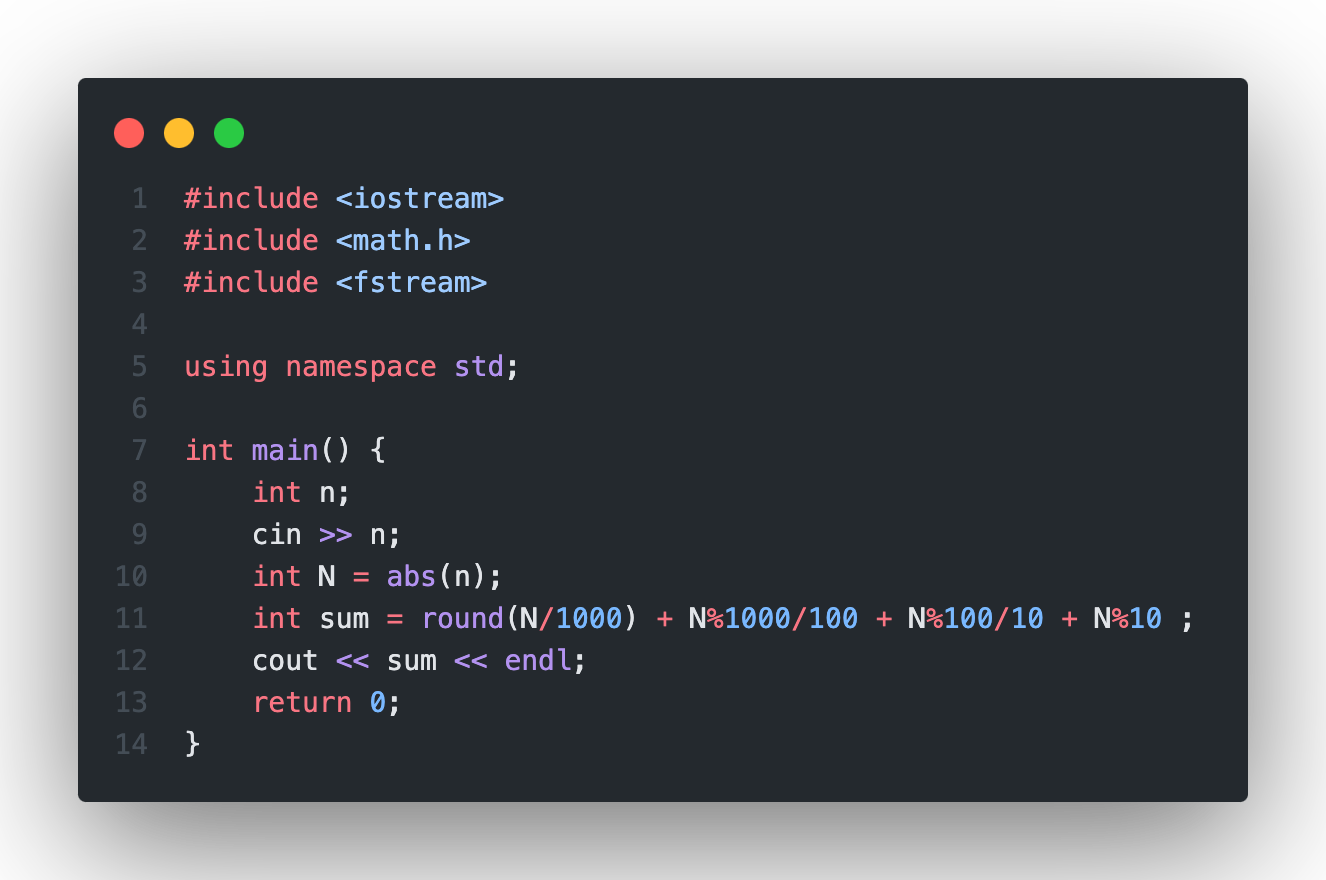 1 #include <iostream>
2 #include <math.h>
3 #include <fstream>
4
5 using namespace std;
6
7 int main() {
8     int n;
9     cin >> n;
10     int N = abs(n);
11     int sum = round(N/1000) + N%1000/100 + N%100/10 + N%10 ;
12     cout << sum << endl;
13     return 0;
14 }